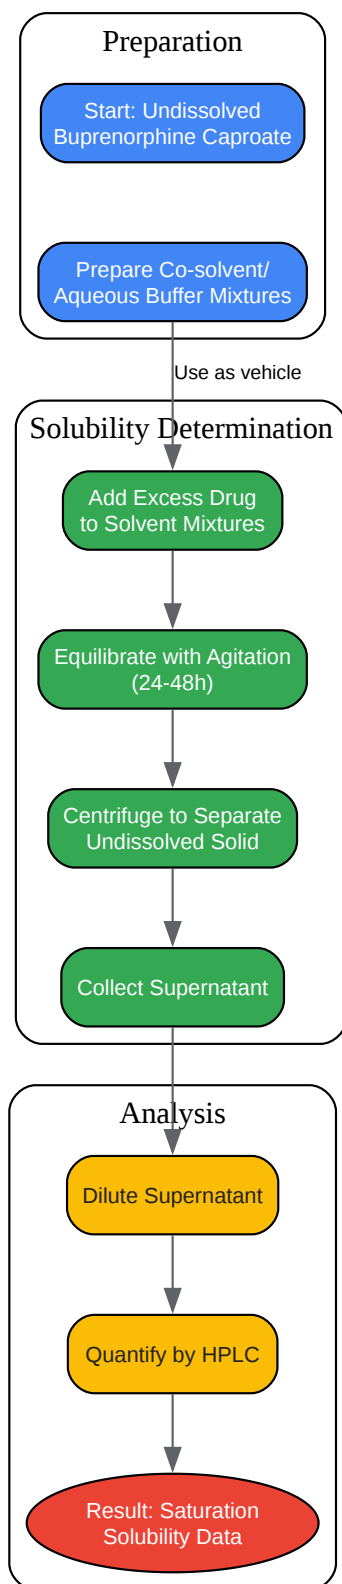 Preparation
Start: Undissolved
Buprenorphine Caproate
Prepare Co-solvent/
Aqueous Buffer Mixtures
Use as vehicle
Solubility Determination
Add Excess Drug
to Solvent Mixtures
Equilibrate with Agitation
(24-48h)
Centrifuge to Separate
Undissolved Solid
Collect Supernatant
Analysis
Dilute Supernatant
Quantify by HPLC
Result: Saturation
Solubility Data